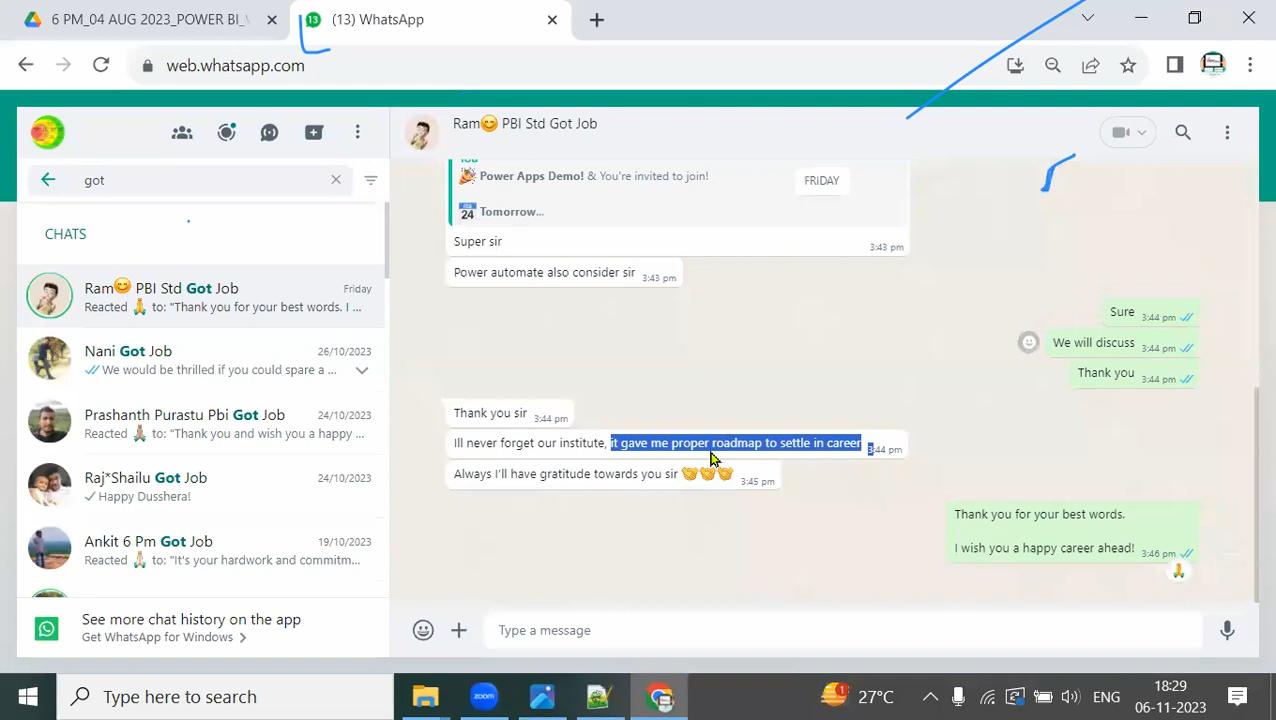 6 PM_04 AUG 2023_POWER BI_
13
(13) WhatsApp
web.whatsapp.com
got
CHATS
Ram😊 PBI Std Got Job
Friday
Reacted 🙏 to: "Thank you for your best words. I ...
Nani Got Job
26/10/2023
We would be thrilled if you could spare a ...
Prashanth Purastu Pbi Got Job
24/10/2023
Reacted 🙏 to: "Thank you and wish you a happy ...
Raj*Shailu Got Job
24/10/2023
Happy Dusshera!
Ankit 6 Pm Got Job
19/10/2023
Reacted 🙏 to: "It's your hardwork and commitm...
See more chat history on the app
Get WhatsApp for Windows >
Ram😊 PBI Std Got Job
You
🎉 Power Apps Demo! & You're invited to join!
FRIDAY
24 Tomorrow...
Super sir
3:43 pm
Power automate also consider sir 3:43 pm
Sure 3:44 pm
We will discuss 3:44 pm
Thank you 3:44 pm
Thank you sir 3:44 pm
Ill never forget our institute, it gave me proper roadmap to settle in career 3:44 pm
Always I'll have gratitude towards you sir 🤝🤝🤝 3:45 pm
Thank you for your best words.
I wish you a happy career ahead! 3:46 pm
🙏
Type a message
Type here to search
zoom
1
27°C
ENG
18:29
06-11-2023